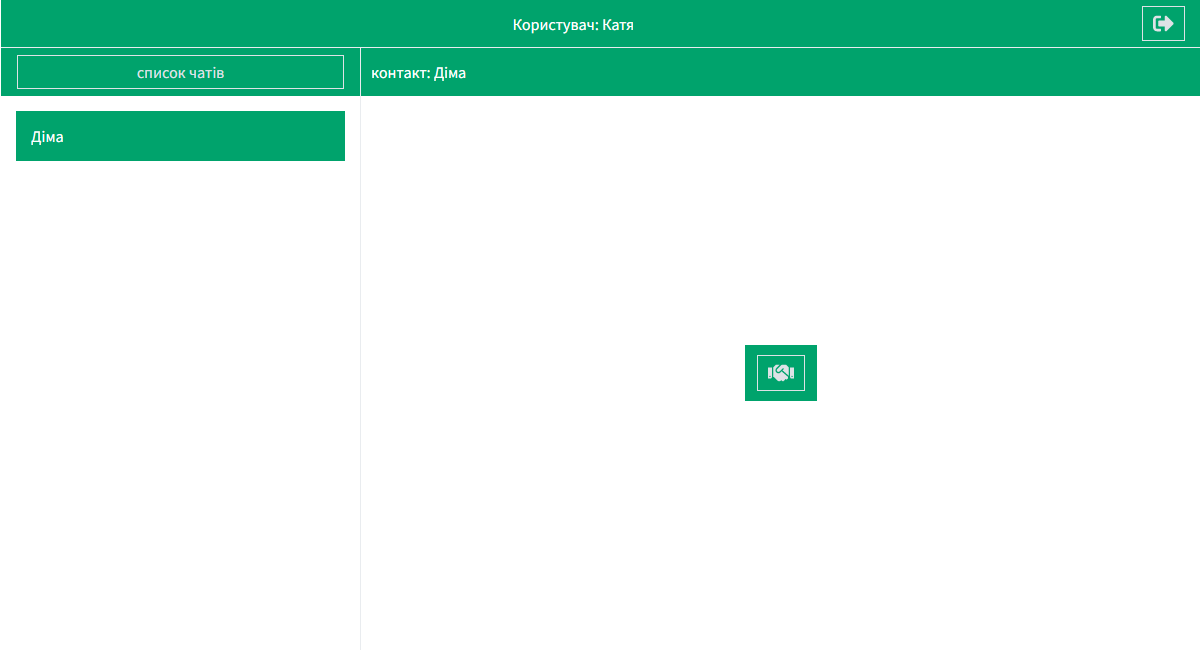 Користувач: Катя
список чатів
контакт: Діма
Діма